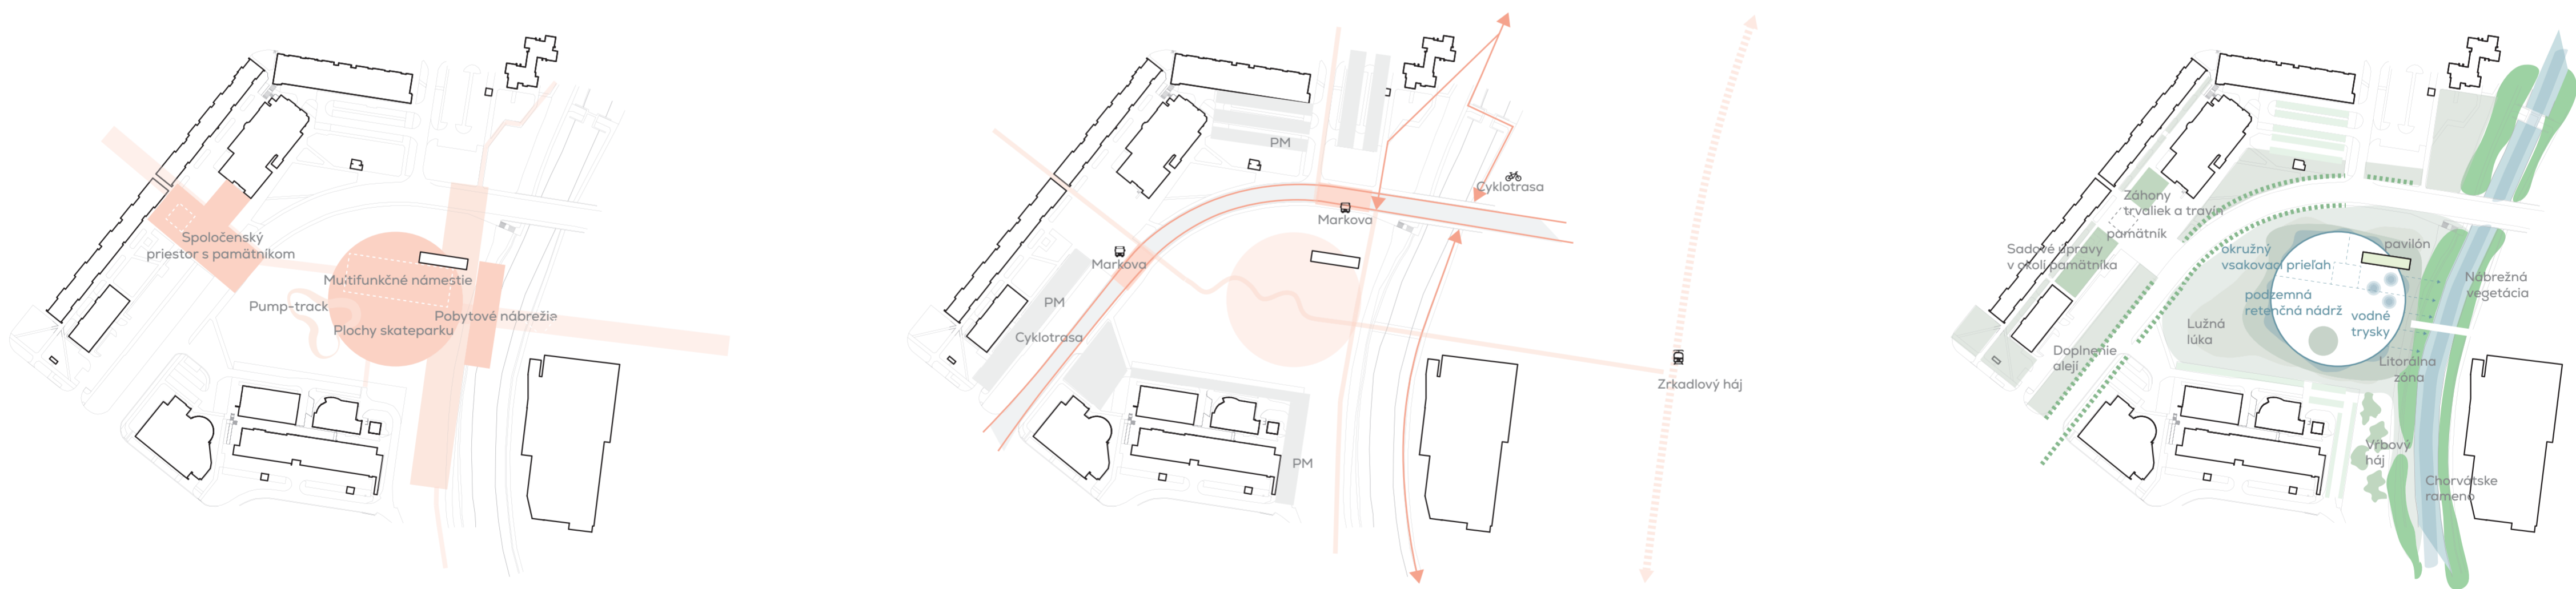 Spoločenský
priestor s pamätníkom
Multifunkčné námestie
Pump-track
Pobytové nábrežie
Plochy skateparku
PM
Cyklotrasa
Markova
Markova
PM
Cyklotrasa
Zrkadlový háj
PM
Záhony
trvaliek a travín
pamätník
Sadové úpravy
v okolí pamätníka
okružný
vsakovací prieľah
pavilón
Nábrežná
vegetácia
podzemná
retenčná nádrž
vodné
trysky
Lužná
lúka
Doplnenie
alejí
Litorálna
zóna
Vŕbový
háj
Chorvátske
rameno